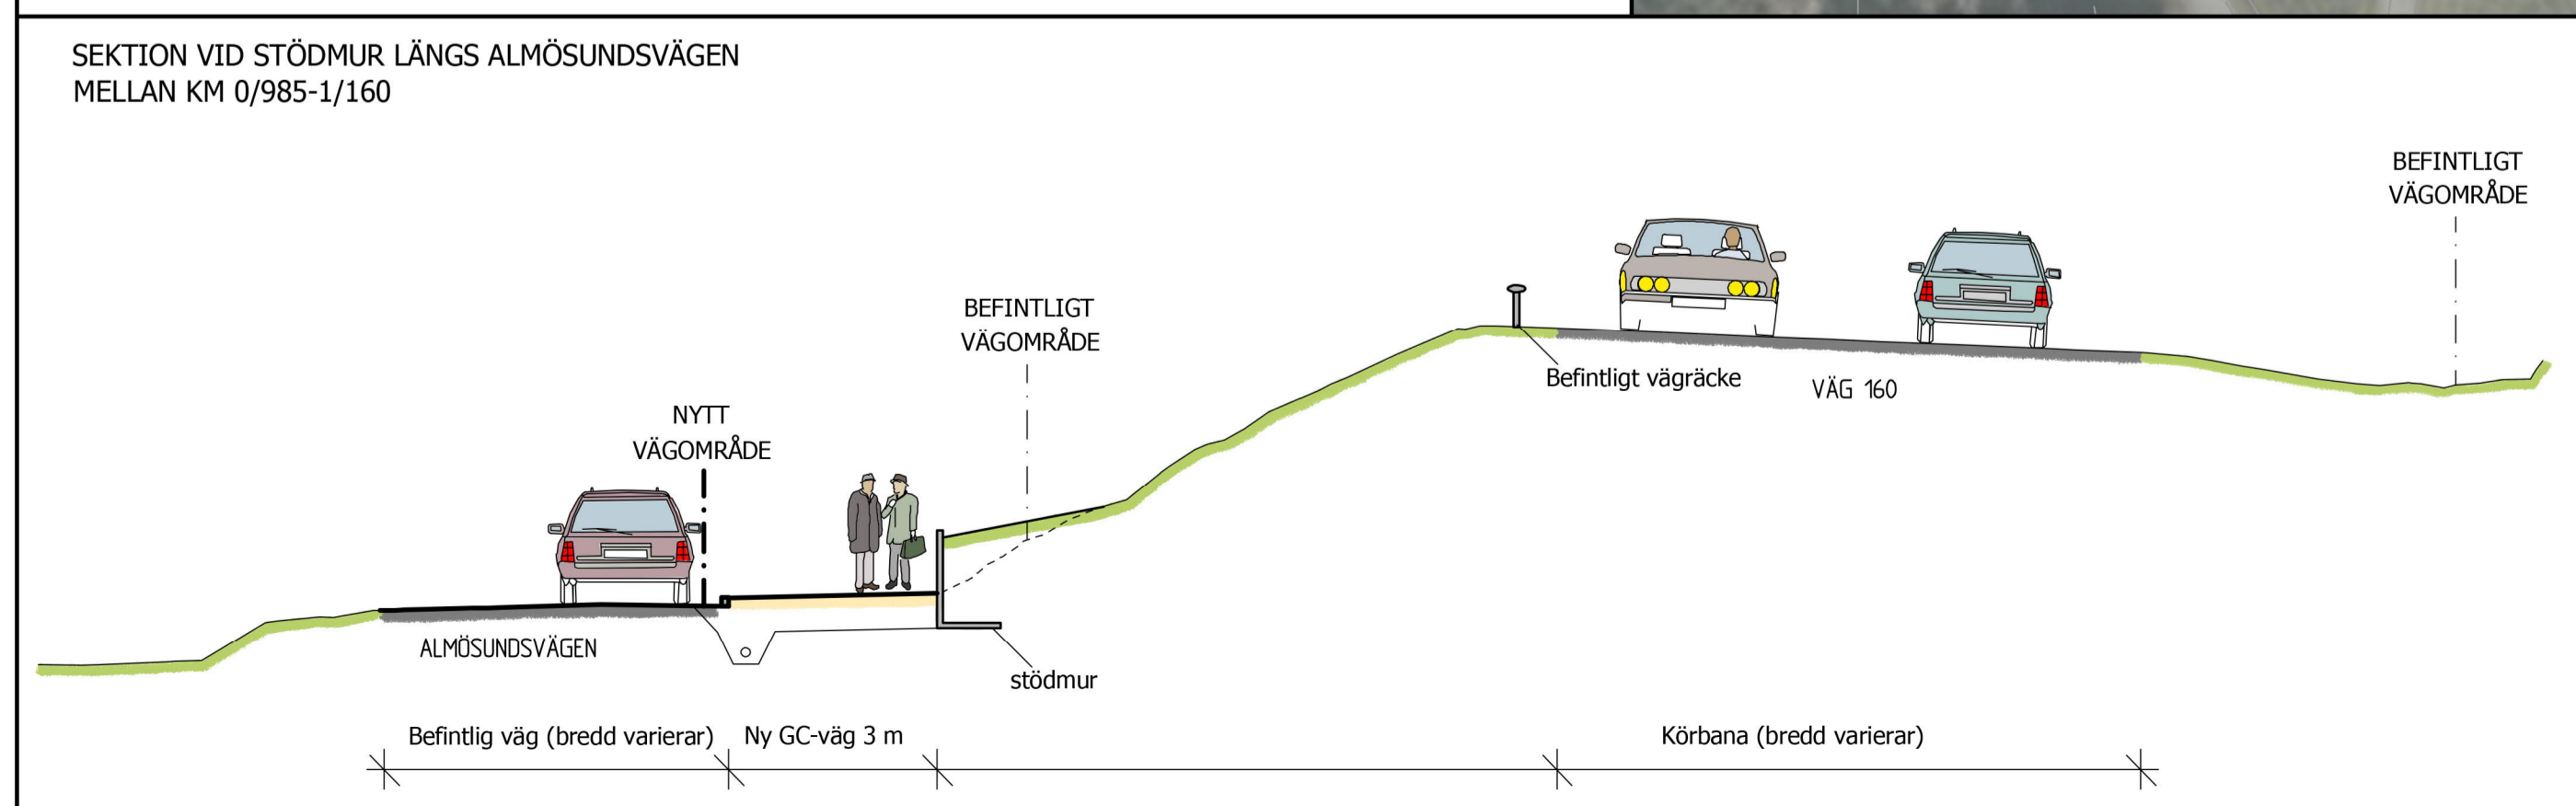 SEKTION VID STÖDMUR LÄNGS ALMÖSUNDSVÄGEN
MELLAN KM 0/985-1/160
BEFINTLIGT
VÄGOMRÅDE
BEFINTLIGT
VÄGOMRÅDE
Befintligt vägräcke
VÄG 160
NYTT
VÄGOMRÅDE
ALMÖSUNDSVÄGEN
stödmur
Befintlig väg (bredd varierar)
Ny GC-väg 3 m
Körbana (bredd varierar)